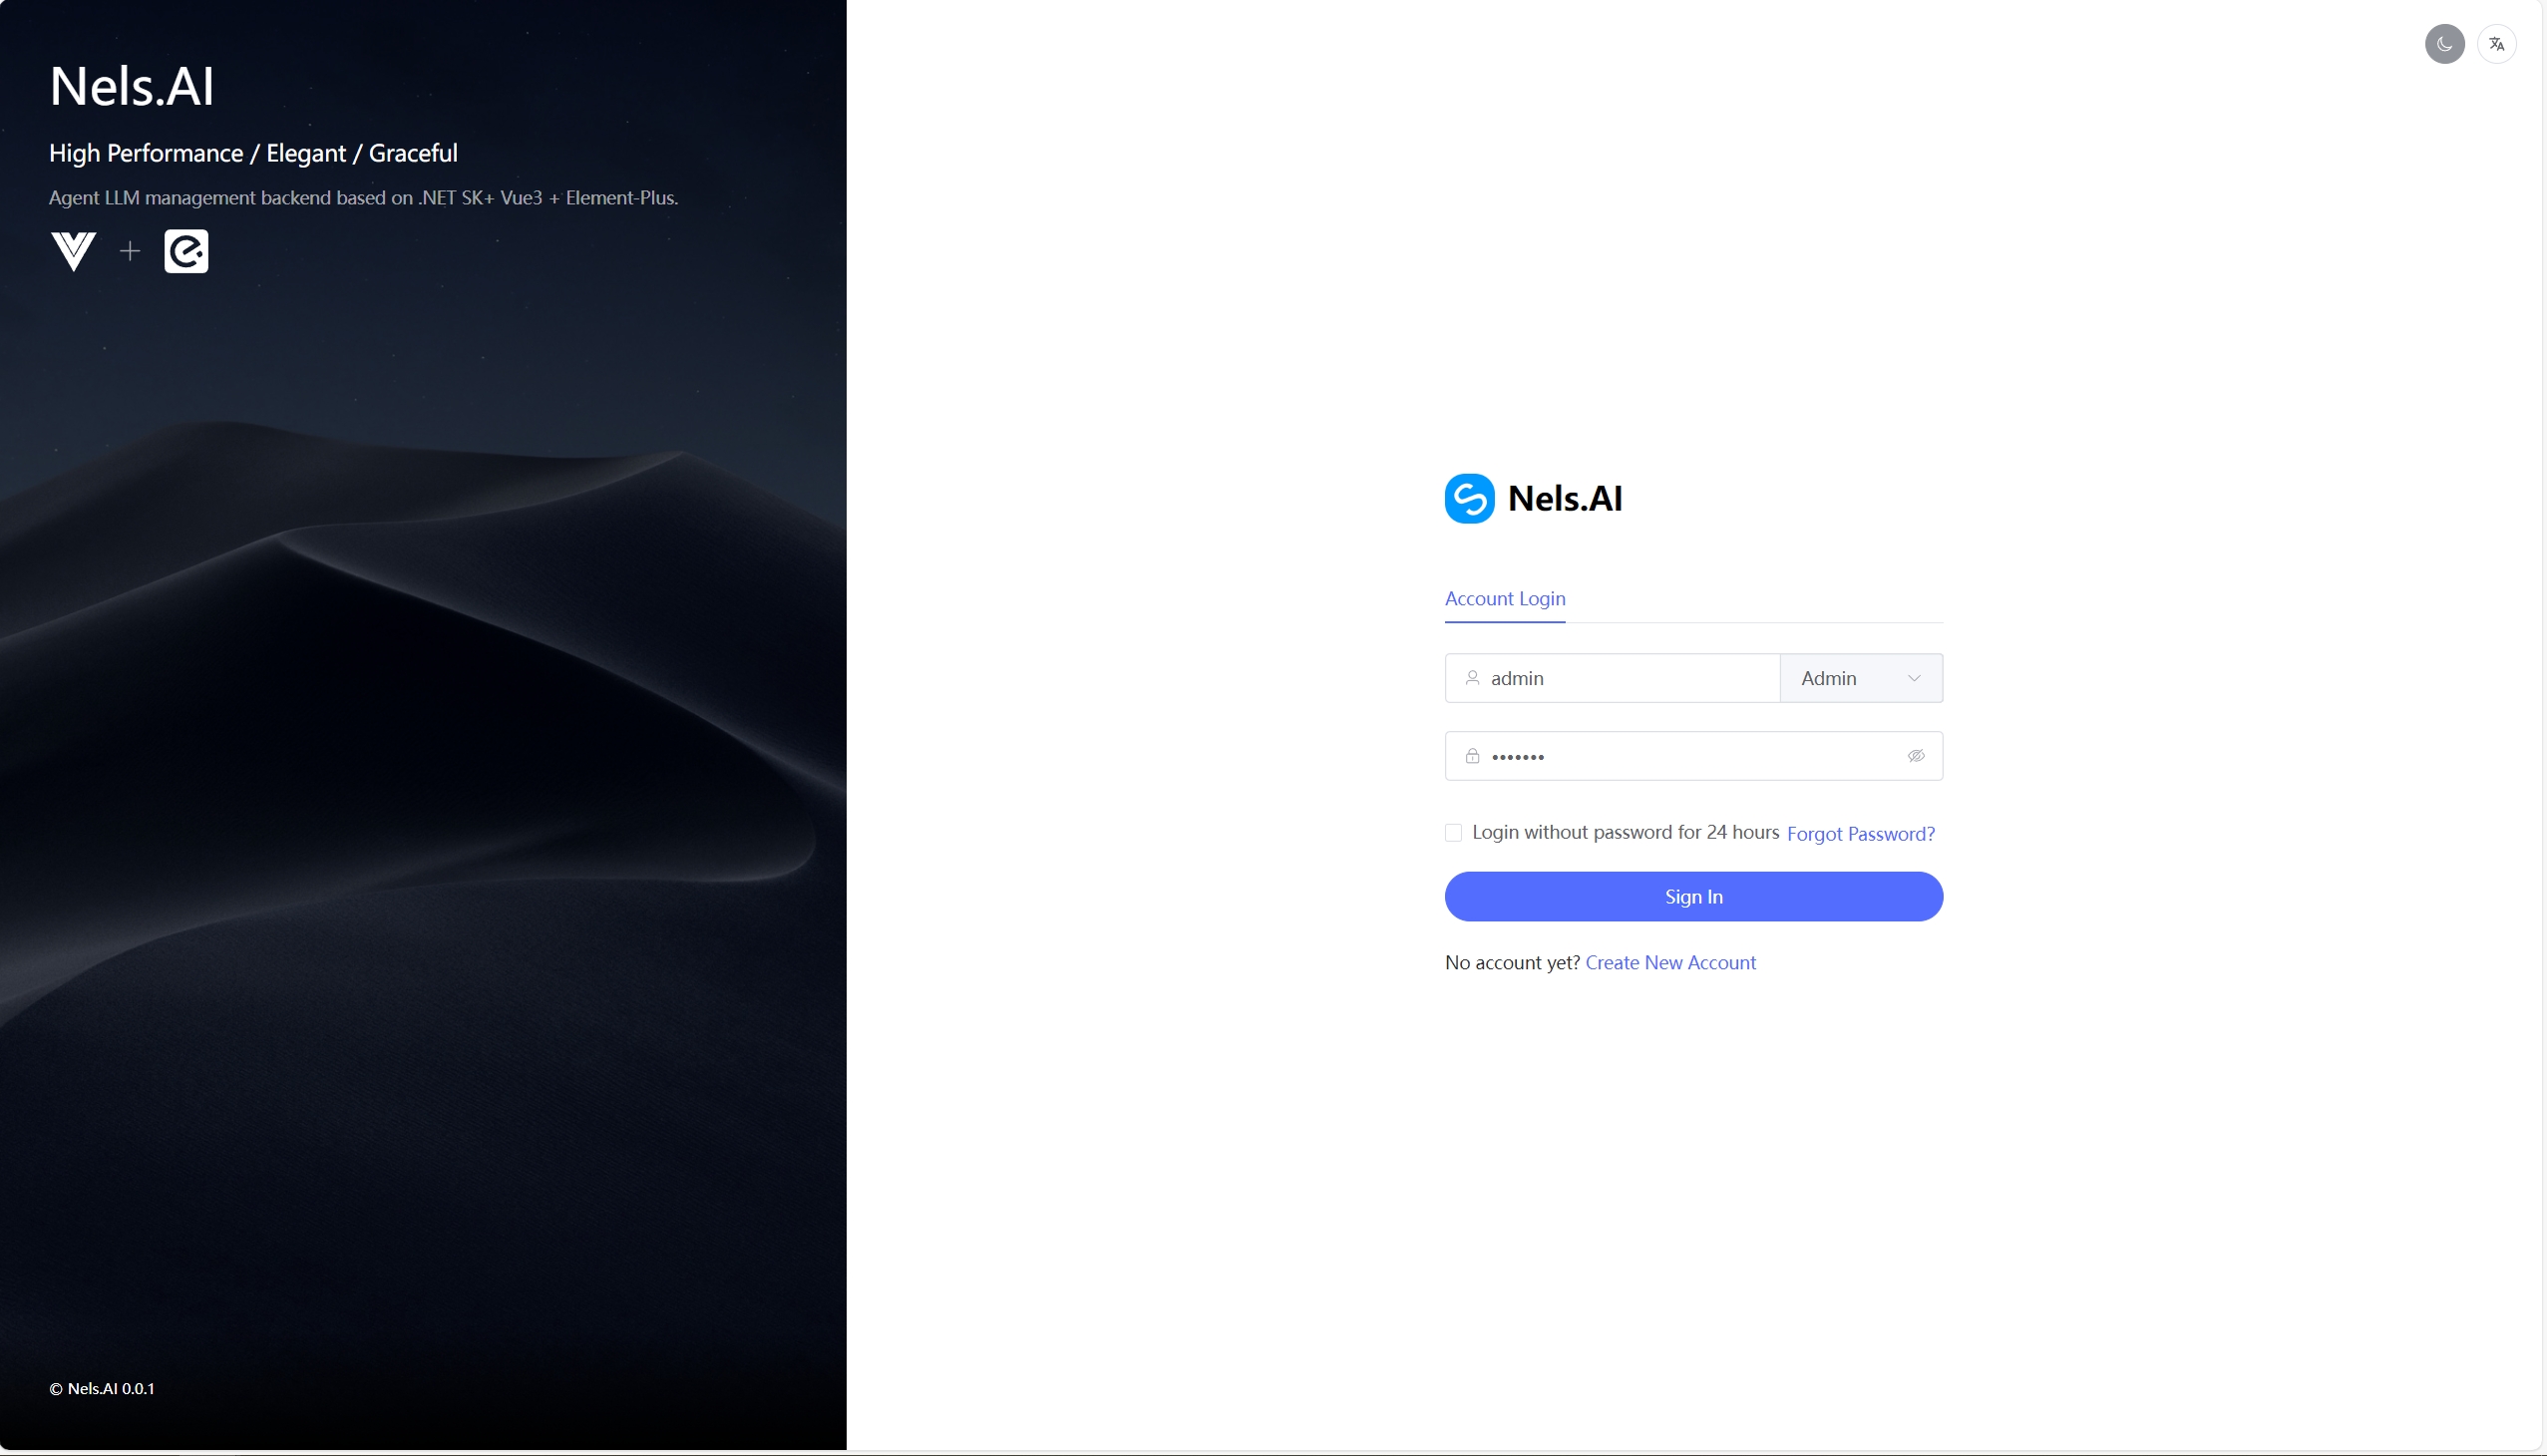 Nels.AI
High Performance / Elegant / Graceful
Agent LLM management backend based on .NET SK+ Vue3 + Element-Plus.
© Nels.AI 0.0.1
Nels.AI
Account Login
admin
Admin
•••••••
Login without password for 24 hours Forgot Password?
Sign In
No account yet? Create New Account